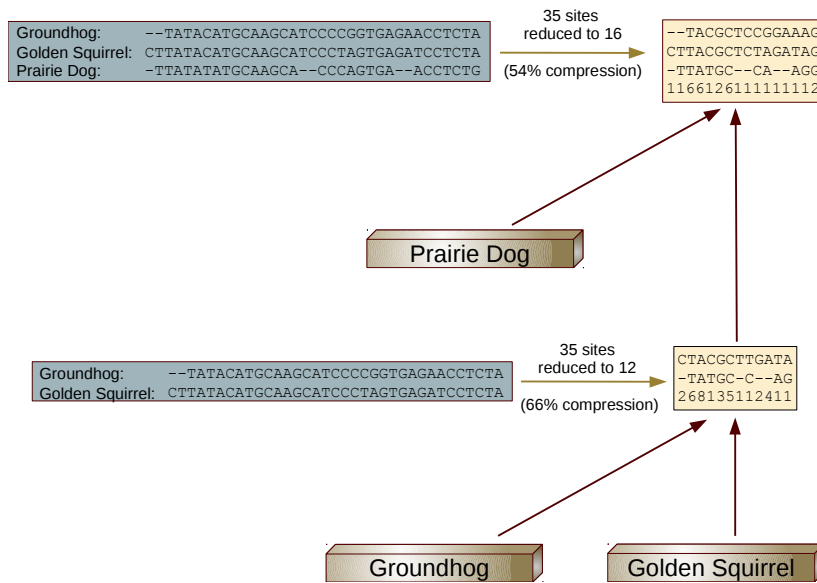 Groundhog: --TATACATGCAAGCATCCCCGGTGAGAACCTCTA
Golden Squirrel: CTTATACATGCAAGCATCCCTAGTGAGATCCTCTA
Prairie Dog: -TTATATATGCAAGCA--CCCAGTGA--ACCTCTG
35 sites
reduced to 16
(54% compression)
--TACGCTCCGGAAAG
CTTACGCTCTAGATAG
-TTATGC--CA--AGG
1166126111111112
Prairie Dog
Groundhog: --TATACATGCAAGCATCCCCGGTGAGAACCTCTA
Golden Squirrel: CTTATACATGCAAGCATCCCTAGTGAGATCCTCTA
35 sites
reduced to 12
(66% compression)
CTACGCTTGATA
-TATGC-C--AG
268135112411
Groundhog
Golden Squirrel